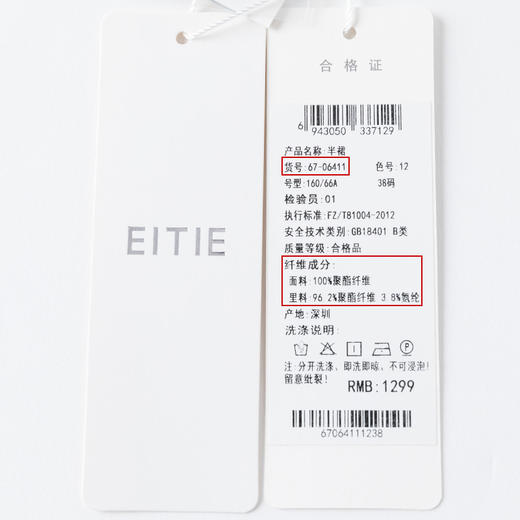 EITIE
合格证
6 943050 337129
产品名称:半裙
货号:67-06411 色号:12
号型:160/66A 38码
检验员:01
执行标准:FZ/T81004-2012
安全技术类别:GB18401 B类
质量等级:合格品
纤维成分:
面料:100%聚酯纤维
里料:96 2%聚酯纤维 3 8%氨纶
产地:深圳
洗涤说明:
注:分开洗涤、即洗即晾、不可浸泡!
留意纰裂!
RMB:1299
67064111238